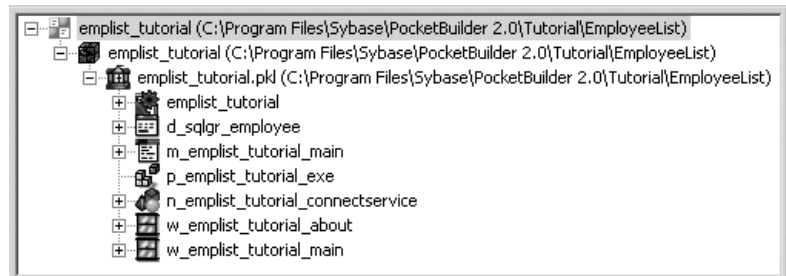 emplist_tutorial (C:\Program Files\Sybase\PocketBuilder 2.0\Tutorial\EmployeeList)
emplist_tutorial (C:\Program Files\Sybase\PocketBuilder 2.0\Tutorial\EmployeeList)
emplist_tutorial.pkl (C:\Program Files\Sybase\PocketBuilder 2.0\Tutorial\EmployeeList)
emplist_tutorial
d_sqlgr_employee
m_emplist_tutorial_main
p_emplist_tutorial_exe
n_emplist_tutorial_connectservice
w_emplist_tutorial_about
w_emplist_tutorial_main